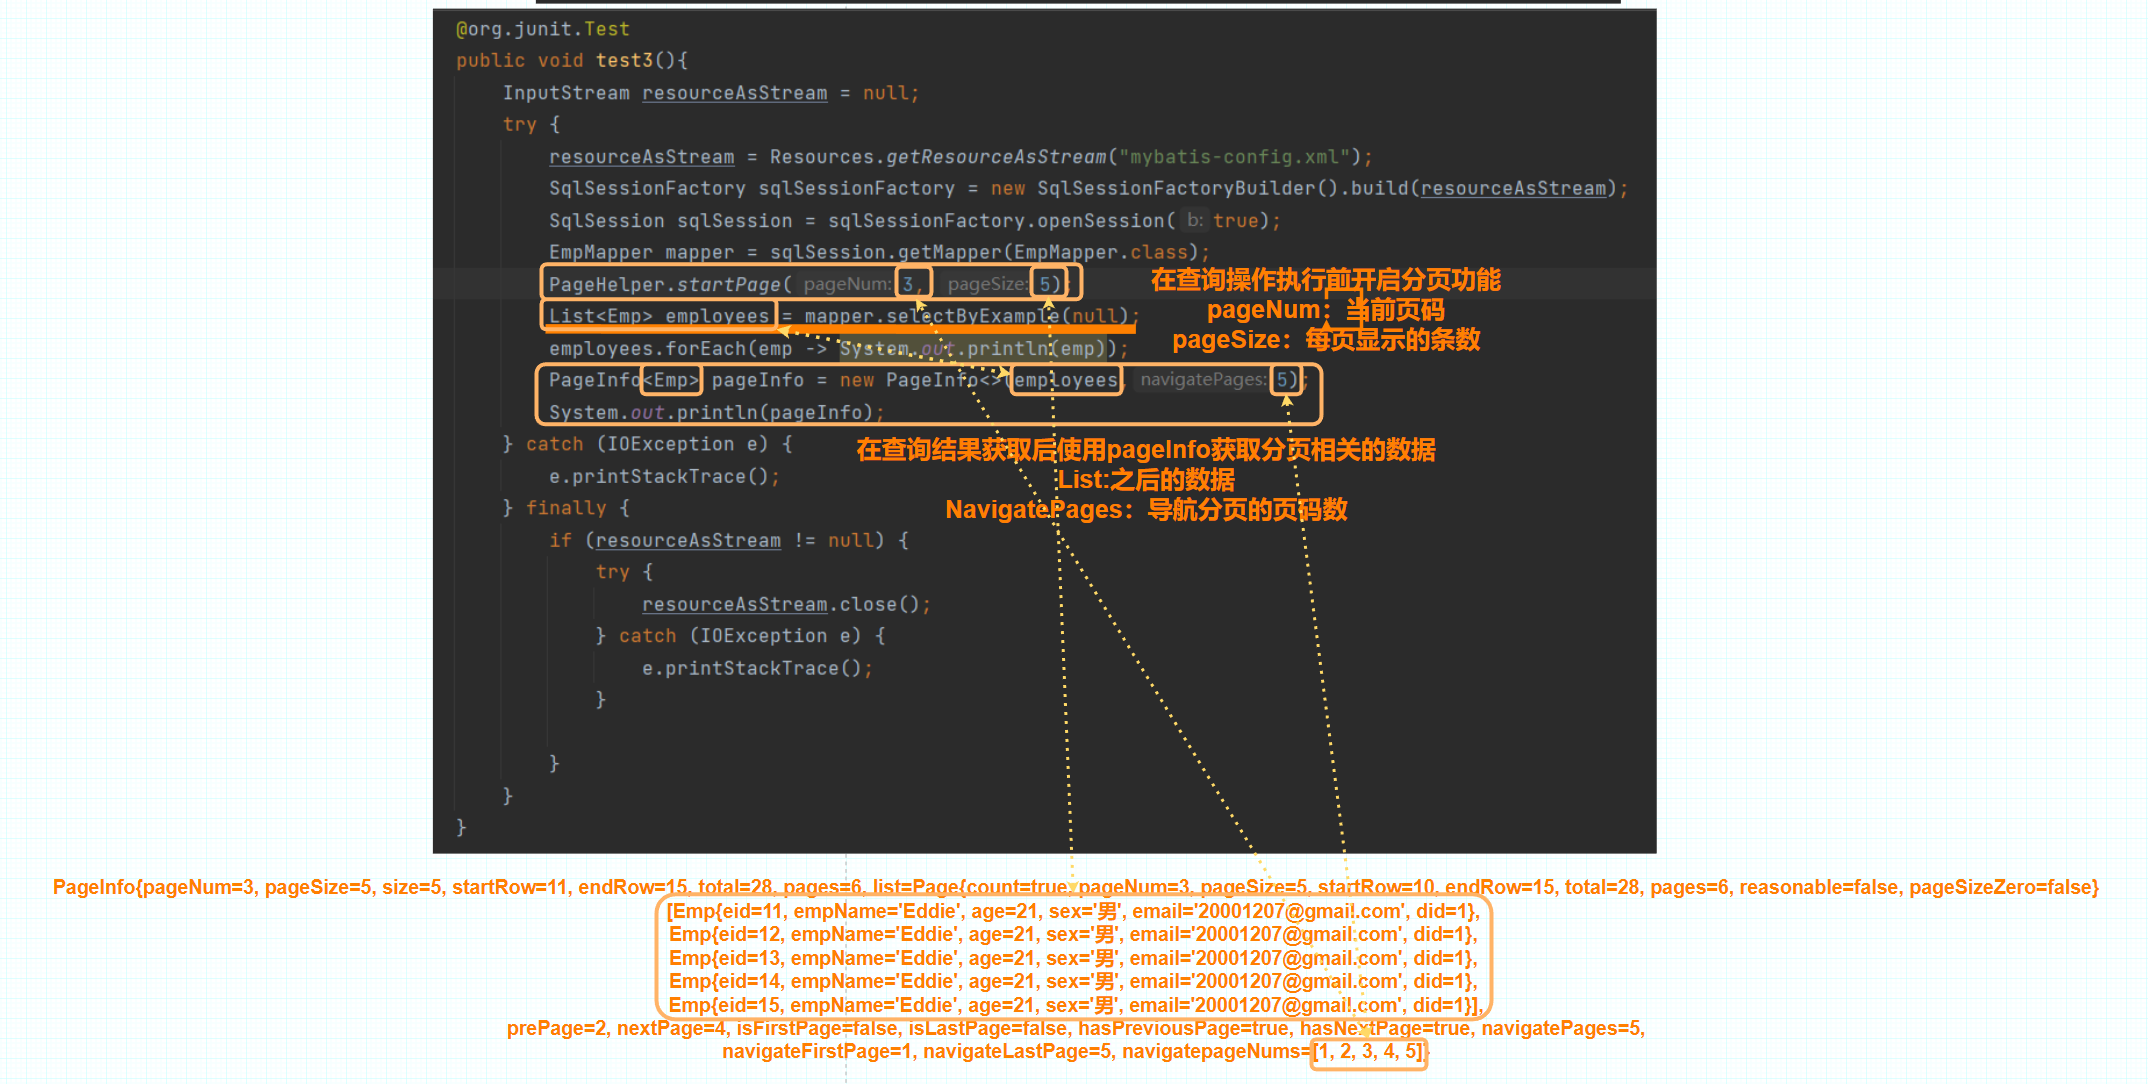 @org.junit.Test
public void test3(){
InputStream resourceAsStream = null;
try {
resourceAsStream = Resources.getResourceAsStream("mybatis-config.xml");
SqlSessionFactory sqlSessionFactory = new SqlSessionFactoryBuilder().build(resourceAsStream);
SqlSession sqlSession = sqlSessionFactory.openSession( b: true);
EmpMapper mapper = sqlSession.getMapper(EmpMapper.class);
PageHelper.startPage( pageNum: 3, pageSize: 5);
在查询操作执行前开启分页功能
pageNum：当前页码
pageSize：每页显示的条数
List<Emp> employees = mapper.selectByExample(null);
employees.forEach(emp -> System.out.println(emp));
PageInfo<Emp> pageInfo = new PageInfo<>(employees, navigatePages: 5);
System.out.println(pageInfo);
} catch (IOException e) {
在查询结果获取后使用pageInfo获取分页相关的数据
List:之后的数据
NavigatePages：导航分页的页码数
e.printStackTrace();
} finally {
if (resourceAsStream != null) {
try {
resourceAsStream.close();
} catch (IOException e) {
e.printStackTrace();
}
}
}
}
PageInfo{pageNum=3, pageSize=5, size=5, startRow=11, endRow=15, total=28, pages=6, list=Page{count=true, pageNum=3, pageSize=5, startRow=10, endRow=15, total=28, pages=6, reasonable=false, pageSizeZero=false}
[Emp{eid=11, empName='Eddie', age=21, sex='男', email='20001207@gmail.com', did=1},
Emp{eid=12, empName='Eddie', age=21, sex='男', email='20001207@gmail.com', did=1},
Emp{eid=13, empName='Eddie', age=21, sex='男', email='20001207@gmail.com', did=1},
Emp{eid=14, empName='Eddie', age=21, sex='男', email='20001207@gmail.com', did=1},
Emp{eid=15, empName='Eddie', age=21, sex='男', email='20001207@gmail.com', did=1}],
prePage=2, nextPage=4, isFirstPage=false, isLastPage=false, hasPreviousPage=true, hasNextPage=true, navigatePages=5,
navigateFirstPage=1, navigateLastPage=5, navigatepageNums=[1, 2, 3, 4, 5]}